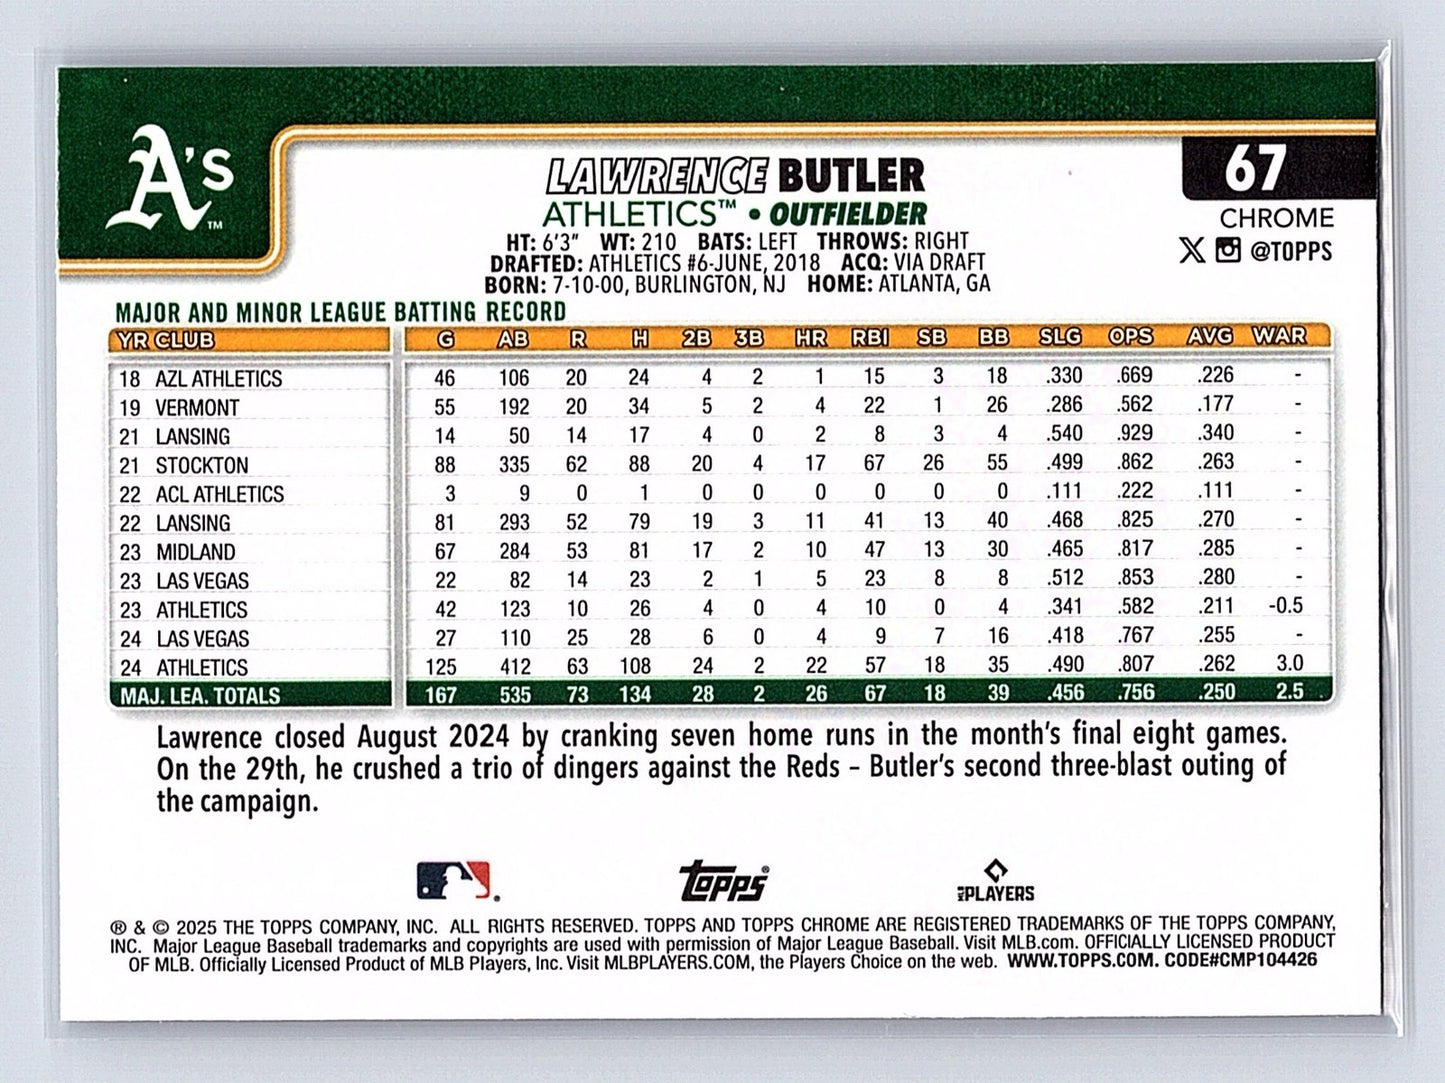 A's™
67
CHROME
@TOPPS
LAWRENCE BUTLER
ATHLETICS™ • OUTFIELDER
HT: 6'3" WT: 210 BATS: LEFT THROWS: RIGHT
DRAFTED: ATHLETICS #6-JUNE, 2018 ACQ: VIA DRAFT
BORN: 7-10-00, BURLINGTON, NJ HOME: ATLANTA, GA
MAJOR AND MINOR LEAGUE BATTING RECORD
YR CLUB G AB R H 2B 3B HR RBI SB BB SLG OPS AVG WAR
18 AZL ATHLETICS 46 106 20 24 4 2 1 15 3 18 .330 .669 .226 -
19 VERMONT 55 192 20 34 5 2 4 22 1 26 .286 .562 .177 -
21 LANSING 14 50 14 17 4 0 2 8 3 4 .540 .929 .340 -
21 STOCKTON 88 335 62 88 20 4 17 67 26 55 .499 .862 .263 -
22 ACL ATHLETICS 3 9 0 1 0 0 0 0 0 0 .111 .222 .111 -
22 LANSING 81 293 52 79 19 3 11 41 13 40 .468 .825 .270 -
23 MIDLAND 67 284 53 81 17 2 10 47 13 30 .465 .817 .285 -
23 LAS VEGAS 22 82 14 23 2 1 5 23 8 8 .512 .853 .280 -
23 ATHLETICS 42 123 10 26 4 0 4 10 0 4 .341 .582 .211 -0.5
24 LAS VEGAS 27 110 25 28 6 0 4 9 7 16 .418 .767 .255 -
24 ATHLETICS 125 412 63 108 24 2 22 57 18 35 .490 .807 .262 3.0
MAJ. LEA. TOTALS 167 535 73 134 28 2 26 67 18 39 .456 .756 .250 2.5
Lawrence closed August 2024 by cranking seven home runs in the month's final eight games.
On the 29th, he crushed a trio of dingers against the Reds – Butler's second three-blast outing of
the campaign.
Topps®
MLB PLAYERS
® & © 2025 THE TOPPS COMPANY, INC. ALL RIGHTS RESERVED. TOPPS AND TOPPS CHROME ARE REGISTERED TRADEMARKS OF THE TOPPS COMPANY,
INC. Major League Baseball trademarks and copyrights are used with permission of Major League Baseball. Visit MLB.com. OFFICIALLY LICENSED PRODUCT
OF MLB. Officially Licensed Product of MLB Players, Inc. Visit MLBPLAYERS.COM, the Players Choice on the web. WWW.TOPPS.COM. CODE#CMP104426